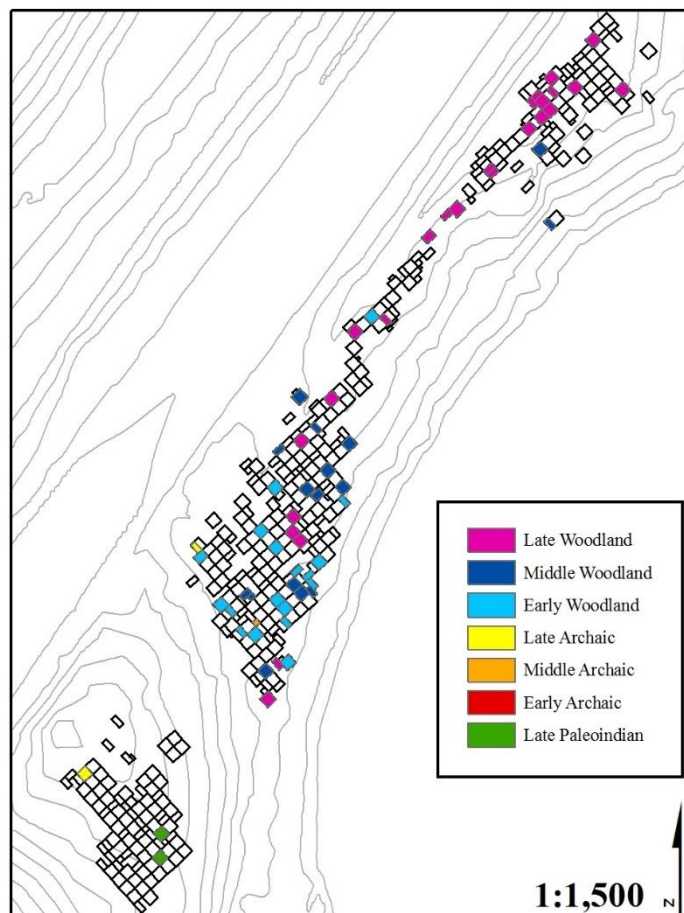 Late Woodland
Middle Woodland
Early Woodland
Late Archaic
Middle Archaic
Early Archaic
Late Paleoindian
1:1,500
N